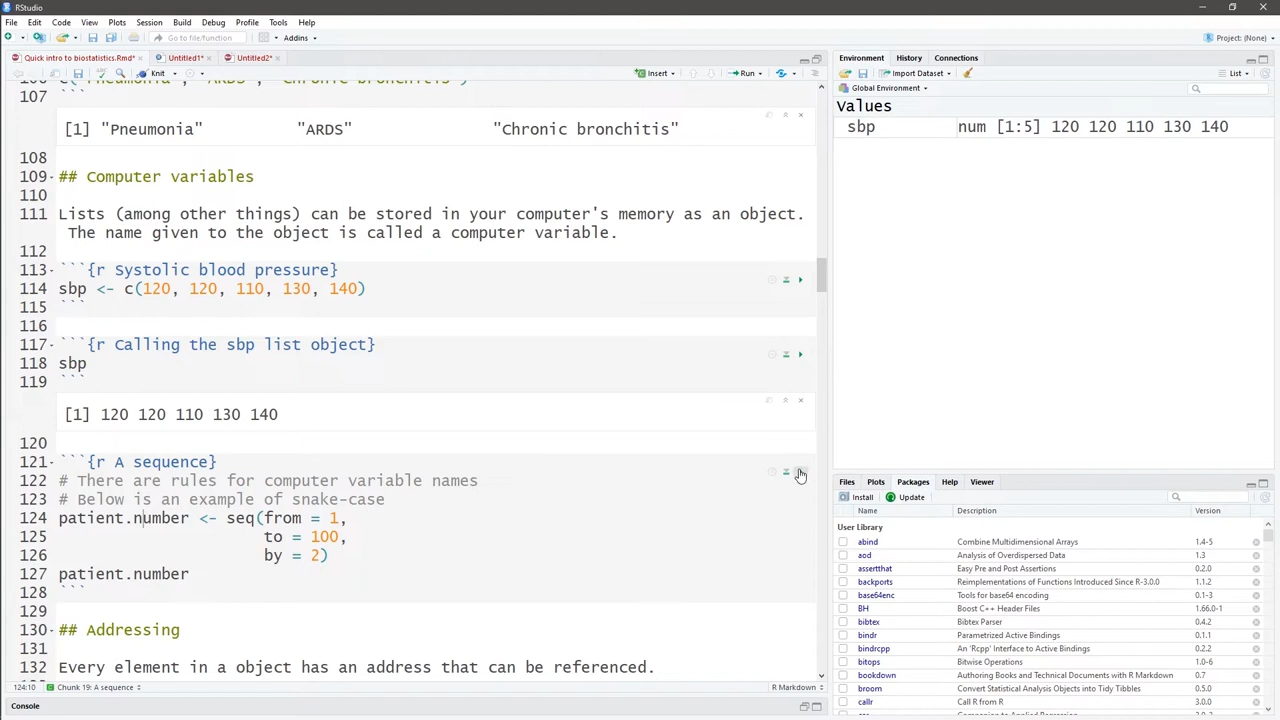 RStudio
File Edit Code View Plots Session Build Debug Profile Tools Help
Go to file/function Addins Project: (None)
Quick intro to biostatistics.Rmd* Untitled1* Untitled2*
Knit Insert Run
107 ```
[1] "Pneumonia" "ARDS" "Chronic bronchitis"
108
109 ## Computer variables
110
111 Lists (among other things) can be stored in your computer's memory as an object.
The name given to the object is called a computer variable.
112
113 ```{r Systolic blood pressure}
114 sbp <- c(120, 120, 110, 130, 140)
115 ```
116
117 ```{r Calling the sbp list object}
118 sbp
119 ```
[1] 120 120 110 130 140
120
121 ```{r A sequence}
122 # There are rules for computer variable names
123 # Below is an example of snake-case
124 patient.number <- seq(from = 1,
125 to = 100,
126 by = 2)
127 patient.number
128 ```
129
130 ## Addressing
131
132 Every element in a object has an address that can be referenced.
124:10 Chunk 19: A sequence R Markdown
Console
Environment History Connections
Import Dataset List
Global Environment
Values
sbp num [1:5] 120 120 110 130 140
Files Plots Packages Help Viewer
Install Update
Name Description Version
User Library
abind Combine Multidimensional Arrays 1.4-5
aod Analysis of Overdispersed Data 1.3
assertthat Easy Pre and Post Assertions 0.2.0
backports Reimplementations of Functions Introduced Since R-3.0.0 1.1.2
base64enc Tools for base64 encoding 0.1-3
BH Boost C++ Header Files 1.66.0-1
bibtex Bibtex Parser 0.4.2
bindr Parametrized Active Bindings 0.1.1
bindrcpp An 'Rcpp' Interface to Active Bindings 0.2.2
bitops Bitwise Operations 1.0-6
bookdown Authoring Books and Technical Documents with R Markdown 0.7
broom Convert Statistical Analysis Objects into Tidy Tibbles 0.5.0
callr Call R from R 3.0.0